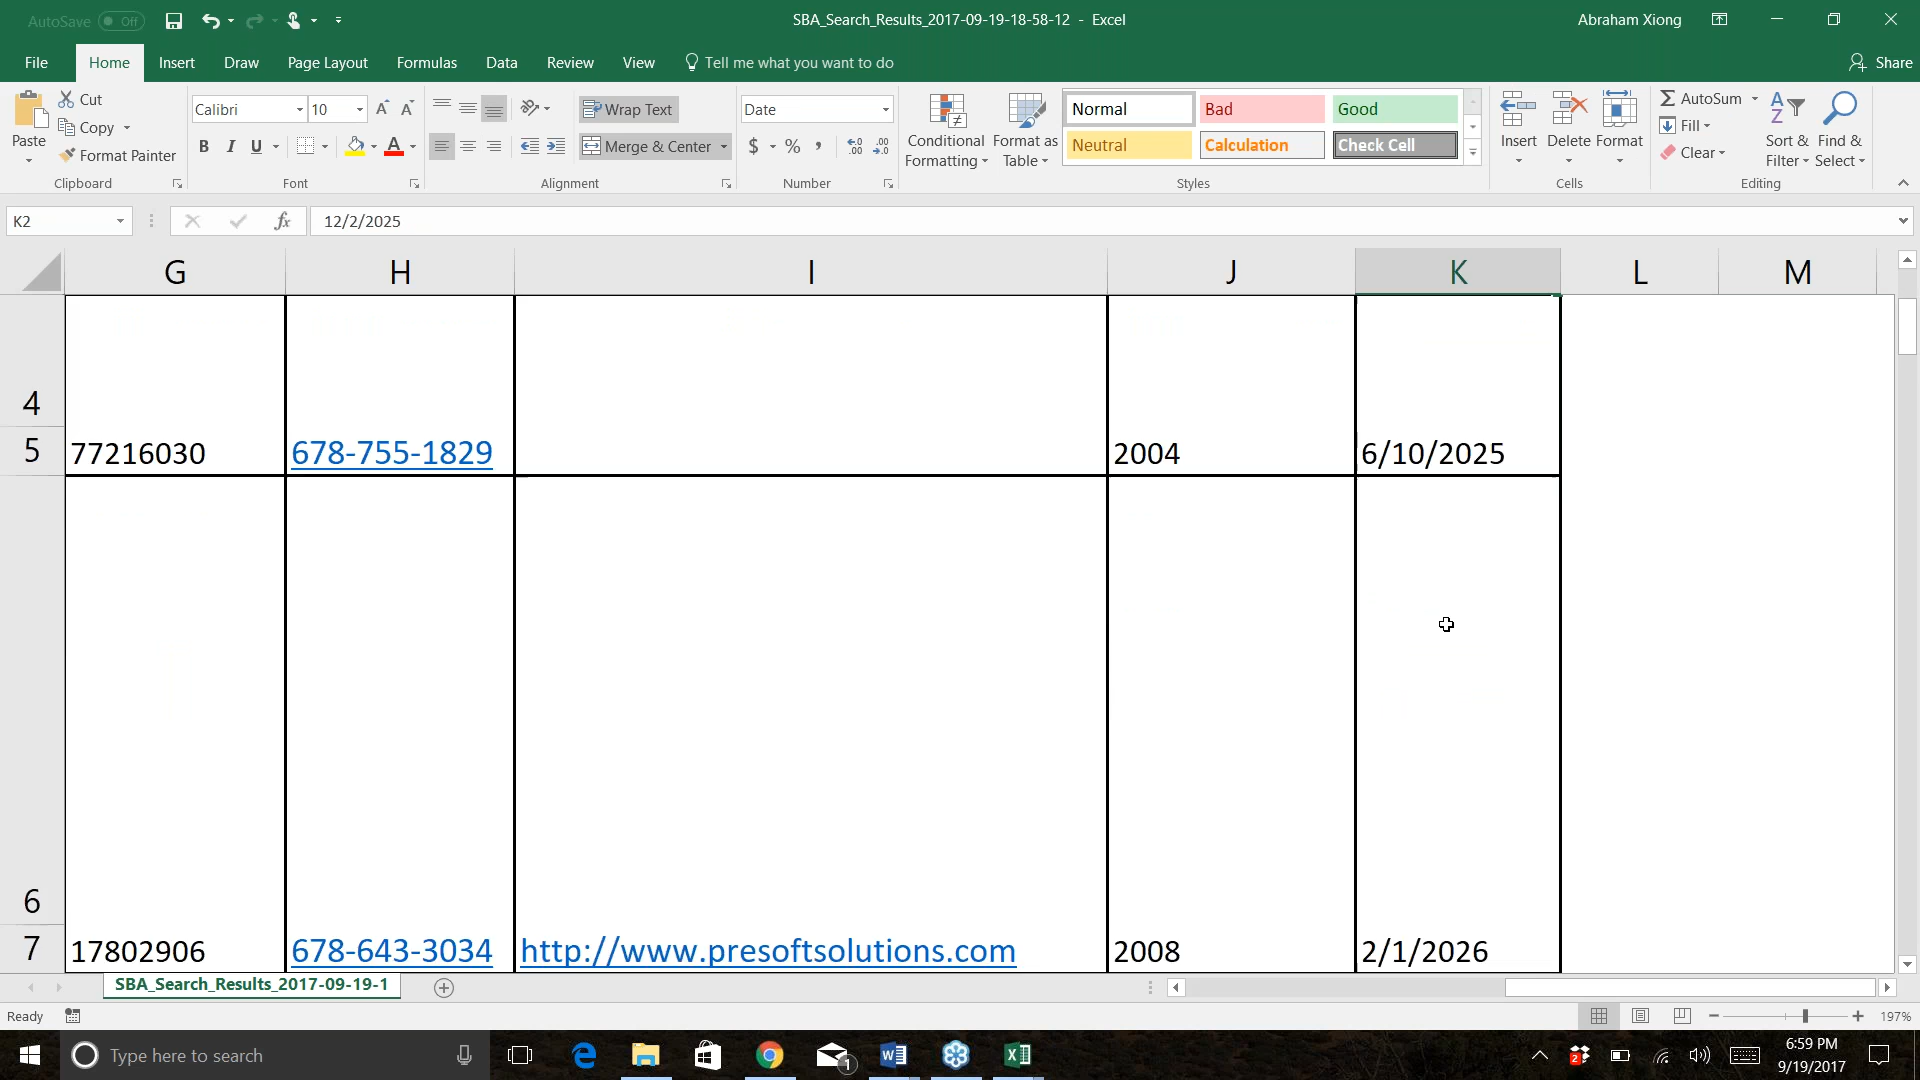 AutoSave Off
SBA_Search_Results_2017-09-19-18-58-12 - Excel
Abraham Xiong
File Home Insert Draw Page Layout Formulas Data Review View Tell me what you want to do Share
Paste
Cut
Copy
Format Painter
Clipboard
Calibri 10
B I U
Font
Wrap Text
Merge & Center
Alignment
Date
$ % ,
Number
Conditional Formatting
Format as Table
Normal Bad Good
Neutral Calculation Check Cell
Styles
Insert Delete Format
Cells
AutoSum
Fill
Clear
Sort & Filter
Find & Select
Editing
K2 fx 12/2/2025
G H I J K L M
4
5 77216030 678-755-1829 2004 6/10/2025
6
7 17802906 678-643-3034 http://www.presoftsolutions.com 2008 2/1/2026
SBA_Search_Results_2017-09-19-1
Ready 197%
Type here to search
1
2
6:59 PM
9/19/2017